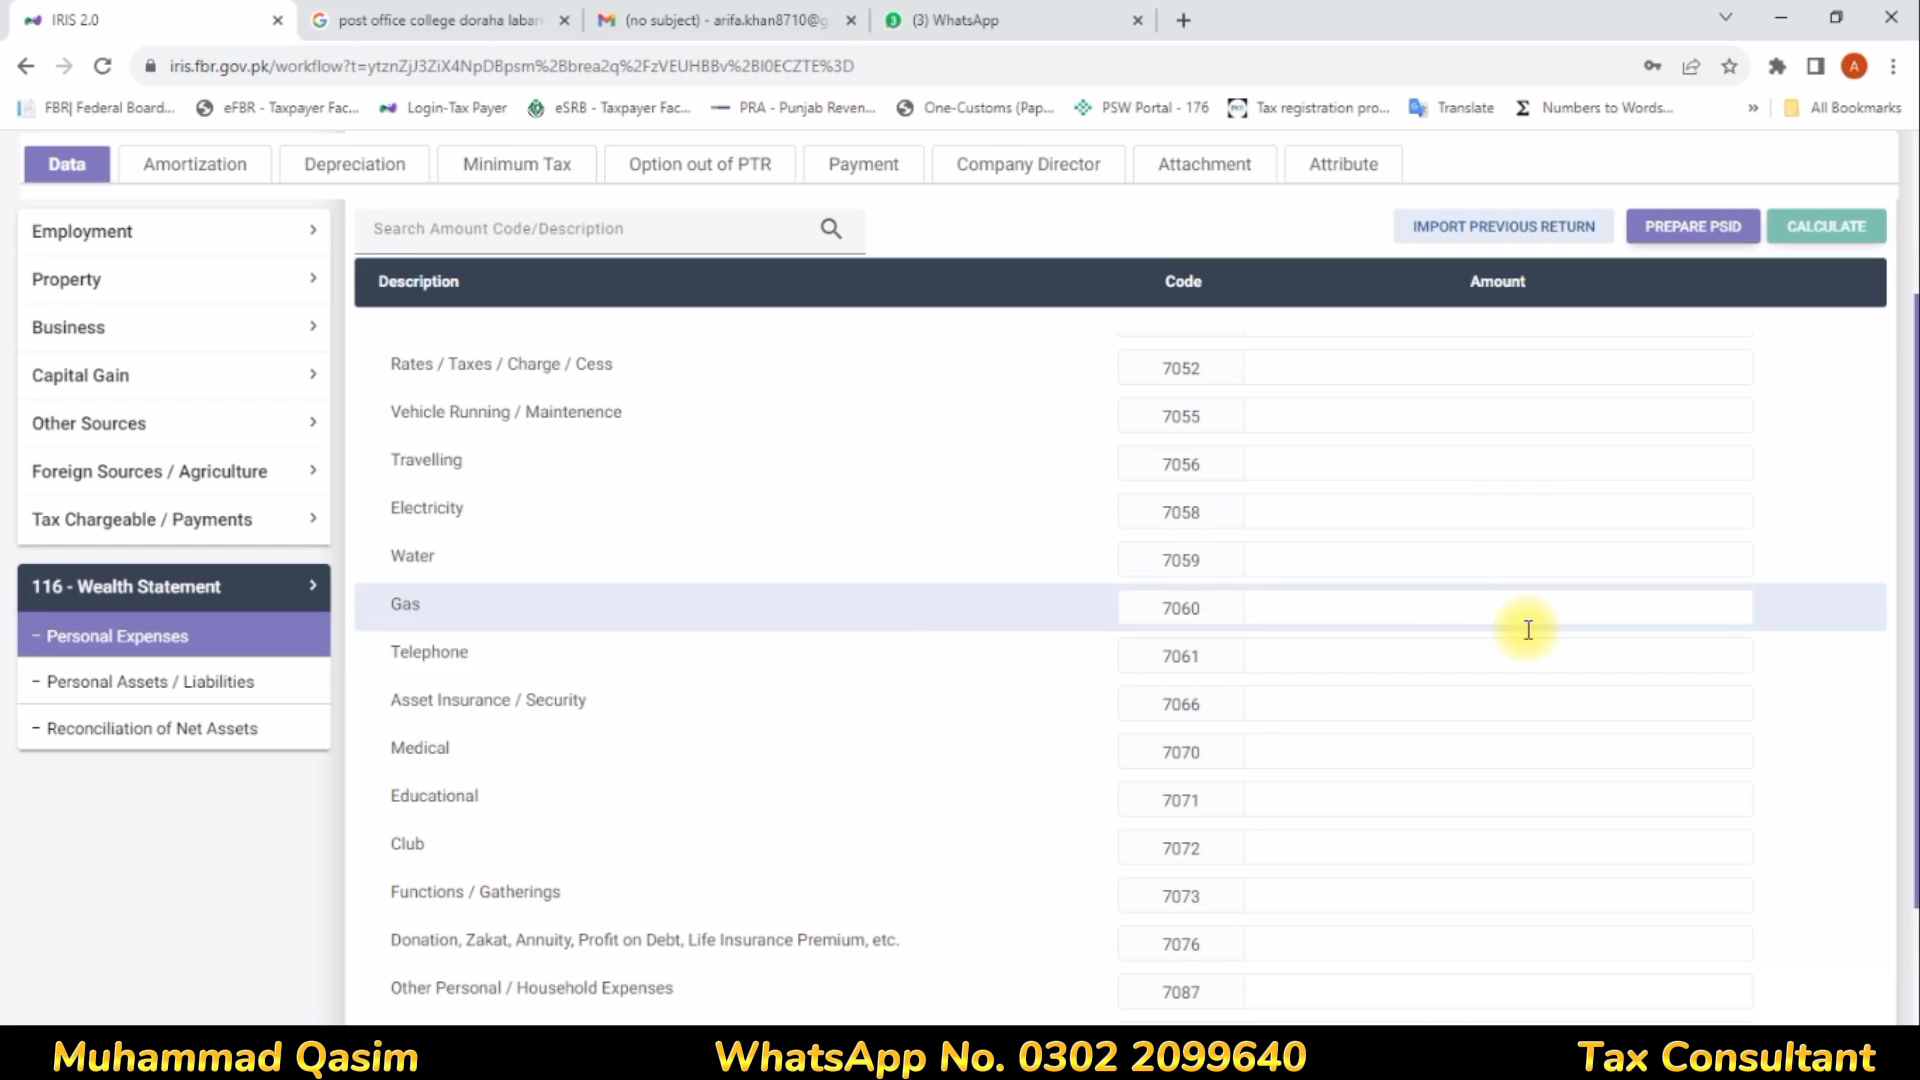 IRIS 2.0
post office college doraha labar
(no subject) - arifa.khan8710@g
(3) WhatsApp
iris.fbr.gov.pk/workflow?t=ytznZjJ3ZiX4NpDBpsm%2Bbrea2q%2FzVEUHBBv%2BI0ECZTE%3D
A
FBR| Federal Board...
eFBR - Taxpayer Fac...
Login-Tax Payer
eSRB - Taxpayer Fac...
PRA - Punjab Reven...
One-Customs (Pap...
PSW Portal - 176
Tax registration pro...
Translate
Numbers to Words...
All Bookmarks
Data
Amortization
Depreciation
Minimum Tax
Option out of PTR
Payment
Company Director
Attachment
Attribute
Employment
Property
Business
Capital Gain
Other Sources
Foreign Sources / Agriculture
Tax Chargeable / Payments
116 - Wealth Statement
− Personal Expenses
− Personal Assets / Liabilities
− Reconciliation of Net Assets
Search Amount Code/Description
IMPORT PREVIOUS RETURN
PREPARE PSID
CALCULATE
Description Code Amount
Rates / Taxes / Charge / Cess 7052
Vehicle Running / Maintenence 7055
Travelling 7056
Electricity 7058
Water 7059
Gas 7060
Telephone 7061
Asset Insurance / Security 7066
Medical 7070
Educational 7071
Club 7072
Functions / Gatherings 7073
Donation, Zakat, Annuity, Profit on Debt, Life Insurance Premium, etc. 7076
Other Personal / Household Expenses 7087
Muhammad Qasim WhatsApp No. 0302 2099640 Tax Consultant